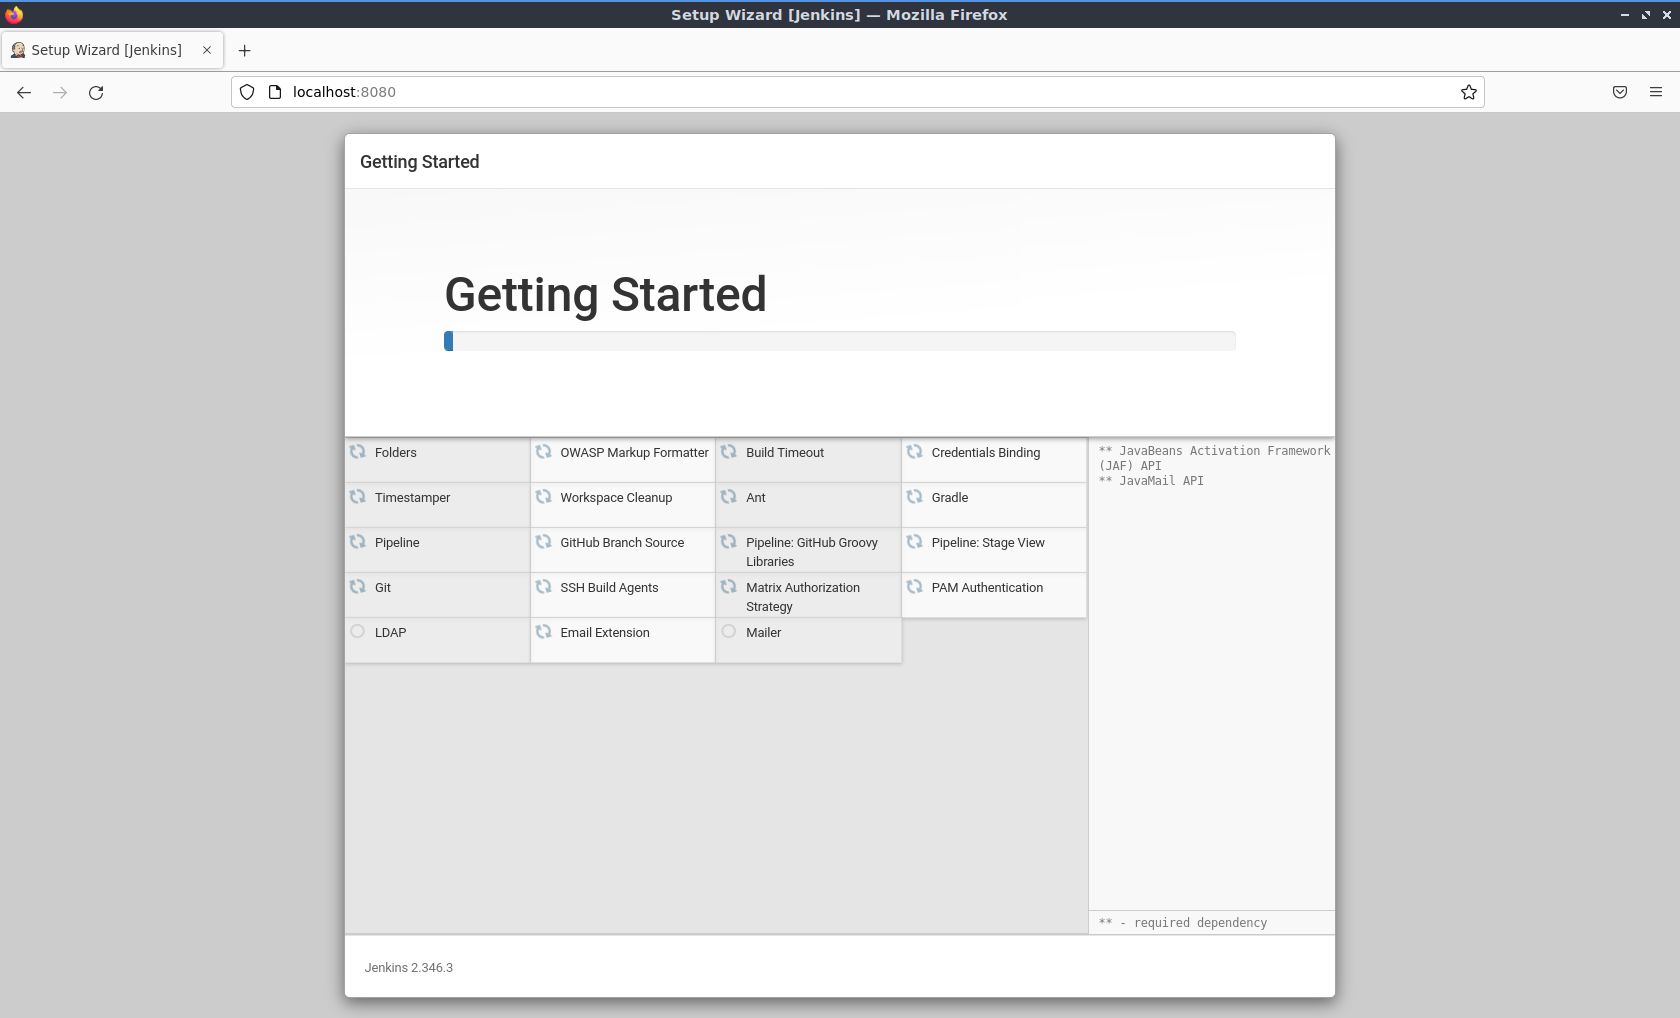 Setup Wizard [Jenkins] — Mozilla Firefox
Setup Wizard [Jenkins]
localhost:8080
Getting Started
Getting Started
Folders
OWASP Markup Formatter
Build Timeout
Credentials Binding
Timestamper
Workspace Cleanup
Ant
Gradle
Pipeline
GitHub Branch Source
Pipeline: GitHub Groovy
Libraries
Pipeline: Stage View
Git
SSH Build Agents
Matrix Authorization
Strategy
PAM Authentication
LDAP
Email Extension
Mailer
** JavaBeans Activation Framework
(JAF) API
** JavaMail API
** - required dependency
Jenkins 2.346.3